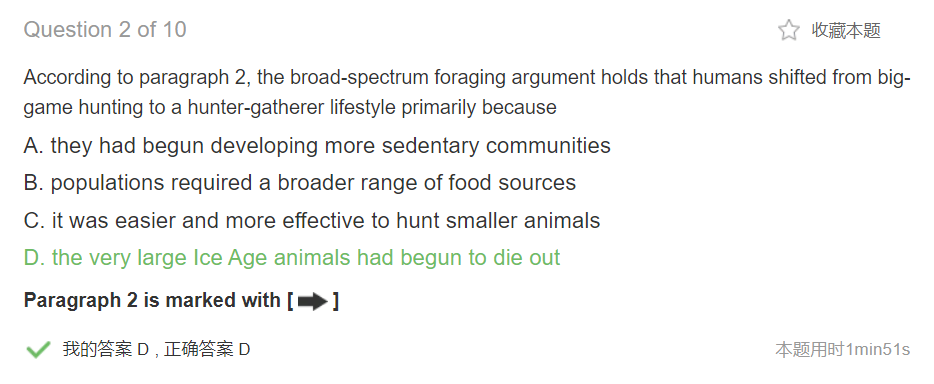 Question 2 of 10
收藏本题
According to paragraph 2, the broad-spectrum foraging argument holds that humans shifted from big-
game hunting to a hunter-gatherer lifestyle primarily because
A. they had begun developing more sedentary communities
B. populations required a broader range of food sources
C. it was easier and more effective to hunt smaller animals
D. the very large Ice Age animals had begun to die out
Paragraph 2 is marked with [➡]
我的答案 D , 正确答案 D
本题用时1min51s